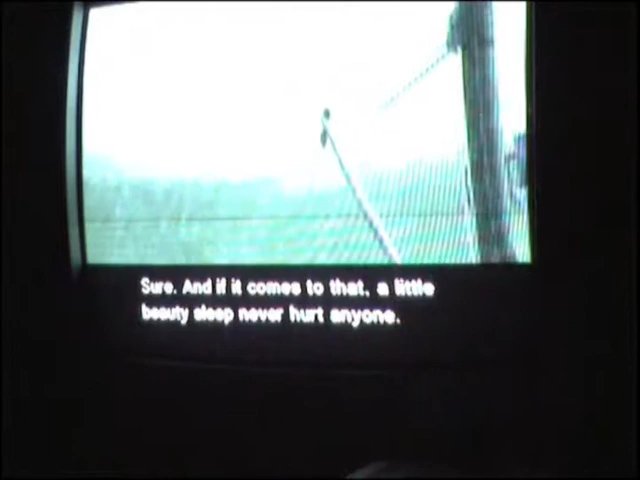 Sure. And if it comes to that, a little
beauty sleep never hurt anyone.